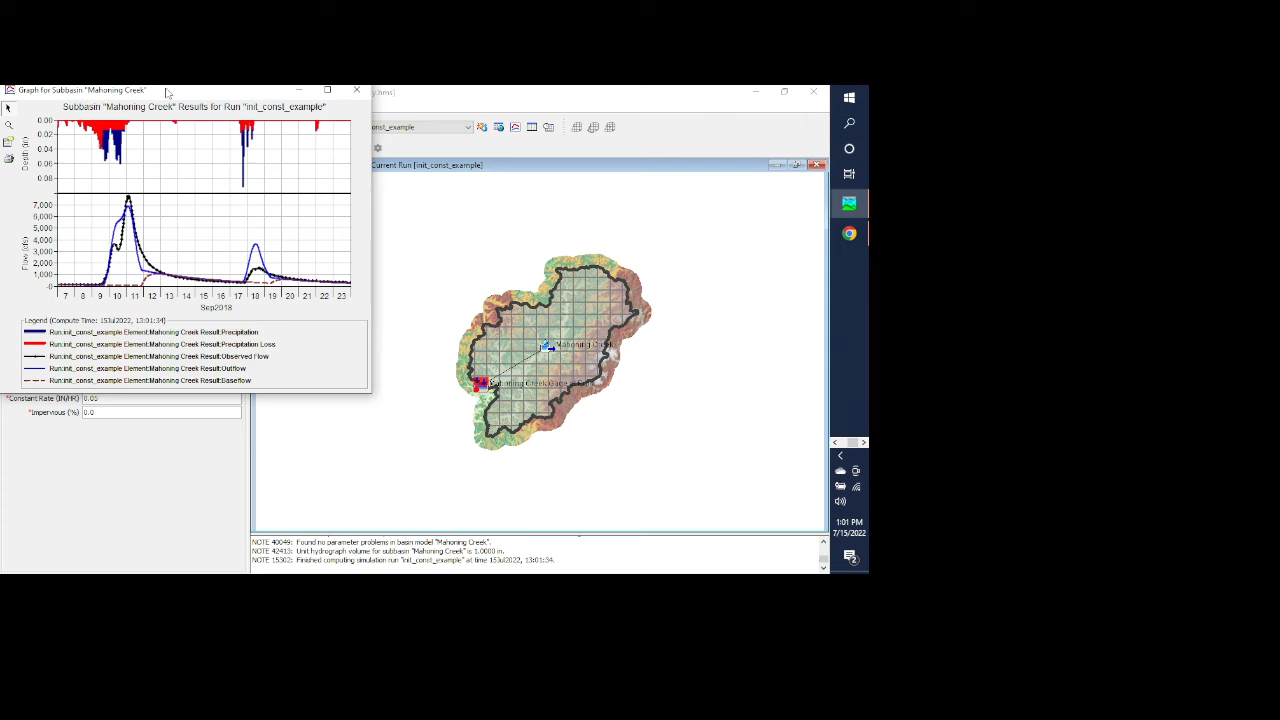 Graph for Subbasin "Mahoning Creek"
Subbasin "Mahoning Creek" Results for Run "init_const_example"
Depth (in)
0.00
0.02
0.04
0.06
0.08
Flow (cfs)
7,000
6,000
5,000
4,000
3,000
2,000
1,000
-0
7 8 9 10 11 12 13 14 15 16 17 18 19 20 21 22 23
Sep2018
Legend (Compute Time: 15Jul2022, 13:01:34)
Run:init_const_example Element:Mahoning Creek Result:Precipitation
Run:init_const_example Element:Mahoning Creek Result:Precipitation Loss
Run:init_const_example Element:Mahoning Creek Result:Observed Flow
Run:init_const_example Element:Mahoning Creek Result:Outflow
Run:init_const_example Element:Mahoning Creek Result:Baseflow
*Constant Rate (IN/HR) 0.05
*Impervious (%) 0.0
y.hms]
onst_example
Current Run [init_const_example]
Mahoning Creek
Mahoning Creek Gage at
NOTE 40049: Found no parameter problems in basin model "Mahoning Creek".
NOTE 42413: Unit hydrograph volume for subbasin "Mahoning Creek" is 1.0000 in.
NOTE 15302: Finished computing simulation run "init_const_example" at time 15Jul2022, 13:01:34.
1:01 PM
7/15/2022
2